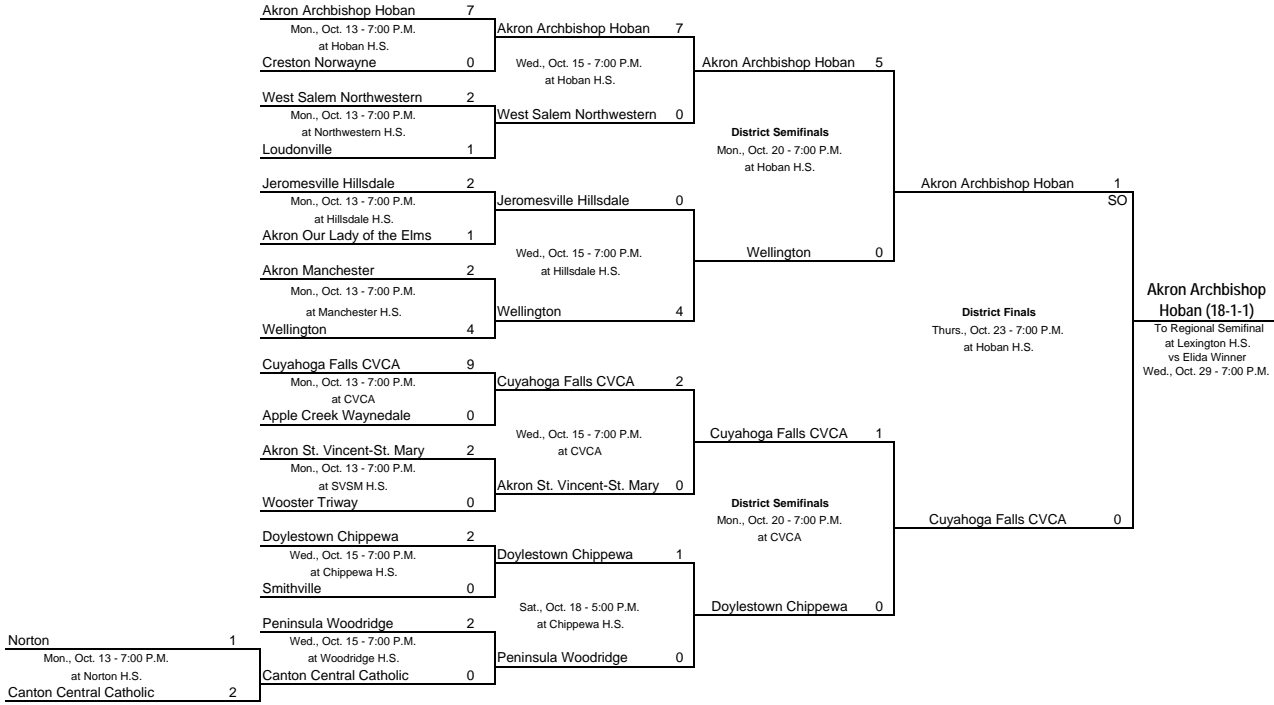 Akron Archbishop Hoban 7
Mon., Oct. 13 - 7:00 P.M.
at Hoban H.S.
Creston Norwayne 0
West Salem Northwestern 2
Mon., Oct. 13 - 7:00 P.M.
at Northwestern H.S.
Loudonville 1
Jeromesville Hillsdale 2
Mon., Oct. 13 - 7:00 P.M.
at Hillsdale H.S.
Akron Our Lady of the Elms 1
Akron Manchester 2
Mon., Oct. 13 - 7:00 P.M.
at Manchester H.S.
Wellington 4
Cuyahoga Falls CVCA 9
Mon., Oct. 13 - 7:00 P.M.
at CVCA
Apple Creek Waynedale 0
Akron St. Vincent-St. Mary 2
Mon., Oct. 13 - 7:00 P.M.
at SVSM H.S.
Wooster Triway 0
Doylestown Chippewa 2
Wed., Oct. 15 - 7:00 P.M.
at Chippewa H.S.
Smithville 0
Norton 1
Mon., Oct. 13 - 7:00 P.M.
at Norton H.S.
Canton Central Catholic 2
Peninsula Woodridge 2
Wed., Oct. 15 - 7:00 P.M.
at Woodridge H.S.
Canton Central Catholic 0
Akron Archbishop Hoban 7
Wed., Oct. 15 - 7:00 P.M.
at Hoban H.S.
West Salem Northwestern 0
Jeromesville Hillsdale 0
Wed., Oct. 15 - 7:00 P.M.
at Hillsdale H.S.
Wellington 4
Cuyahoga Falls CVCA 2
Wed., Oct. 15 - 7:00 P.M.
at CVCA
Akron St. Vincent-St. Mary 0
Doylestown Chippewa 1
Sat., Oct. 18 - 5:00 P.M.
at Chippewa H.S.
Peninsula Woodridge 0
Akron Archbishop Hoban 5
District Semifinals
Mon., Oct. 20 - 7:00 P.M.
at Hoban H.S.
Wellington 0
Cuyahoga Falls CVCA 1
District Semifinals
Mon., Oct. 20 - 7:00 P.M.
at CVCA
Doylestown Chippewa 0
Akron Archbishop Hoban 1
SO
District Finals
Thurs., Oct. 23 - 7:00 P.M.
at Hoban H.S.
Cuyahoga Falls CVCA 0
Akron Archbishop
Hoban (18-1-1)
To Regional Semifinal
at Lexington H.S.
vs Elida Winner
Wed., Oct. 29 - 7:00 P.M.